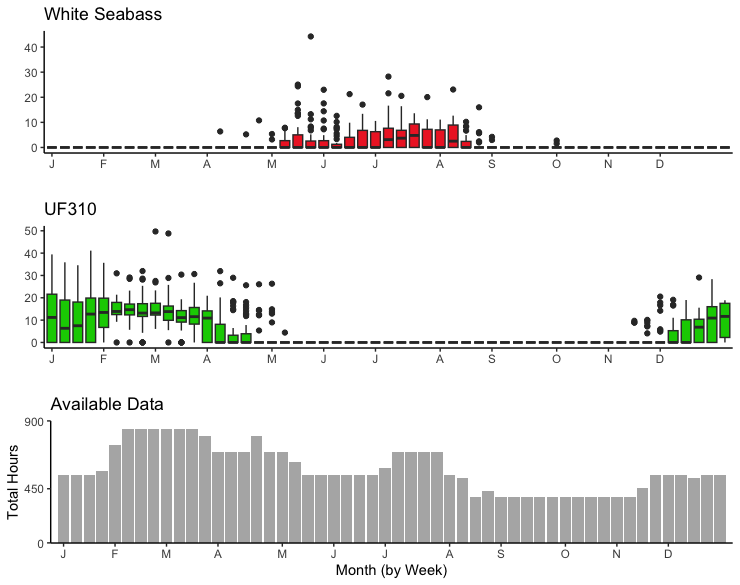 White Seabass
40
30
20
10
0
J F M A M J J A S O N D
UF310
50
40
30
20
10
0
J F M A M J J A S O N D
Available Data
900
450
0
Total Hours
J F M A M J J A S O N D
Month (by Week)